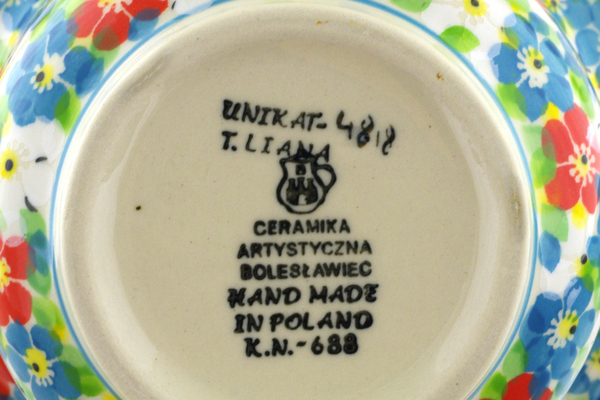 UNIKAT-4818
T. LIANA
CERAMIKA
ARTYSTYCZNA
BOLESŁAWIEC
HAND MADE
IN POLAND
K.N.-688